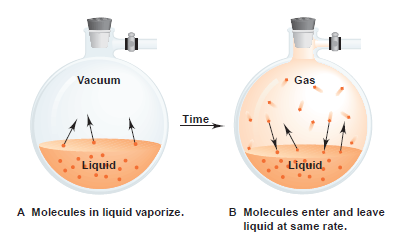 Vacuum
Liquid
Time
Gas
Liquid
A Molecules in liquid vaporize.
B Molecules enter and leave
liquid at same rate.